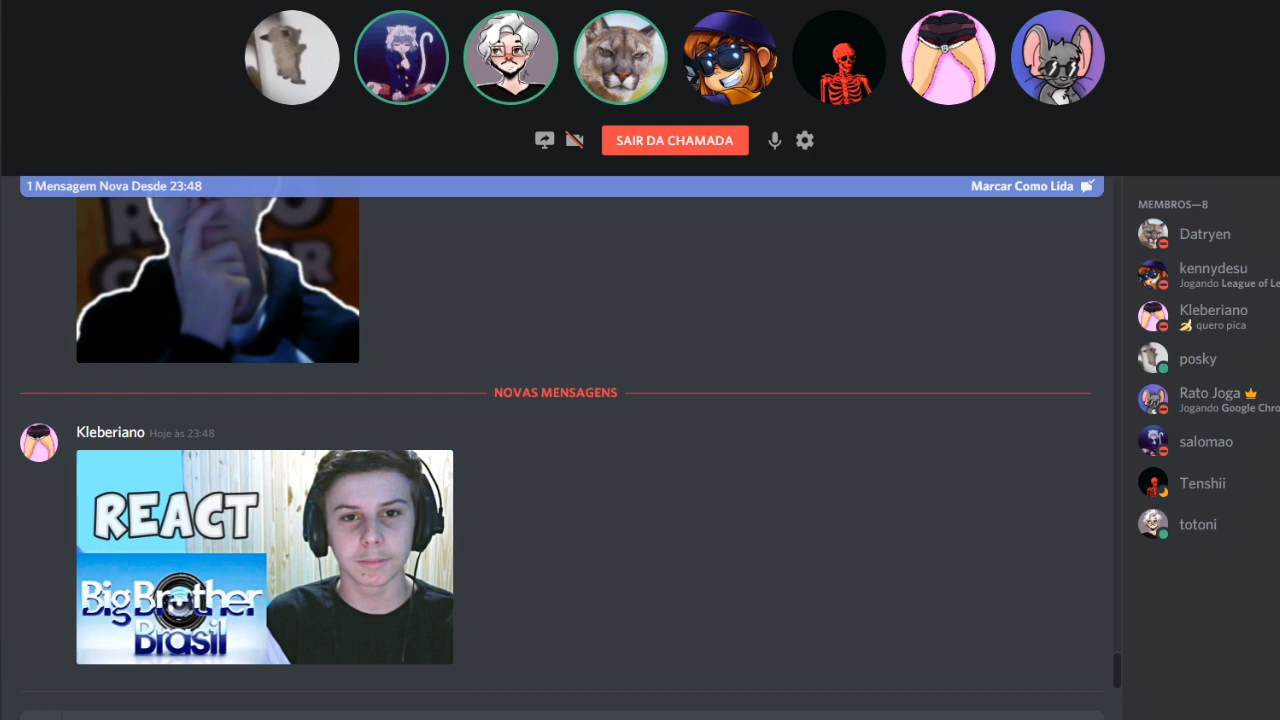 SAIR DA CHAMADA
1 Mensagem Nova Desde 23:48
Marcar Como Lida
NOVAS MENSAGENS
Kleberiano Hoje às 23:48
REACT
Big Brother
Brasil
MEMBROS—8
Datryen
kennydesu
Jogando League of Le
Kleberiano
quero pica
posky
Rato Joga
Jogando Google Chro
salomao
Tenshii
totoni